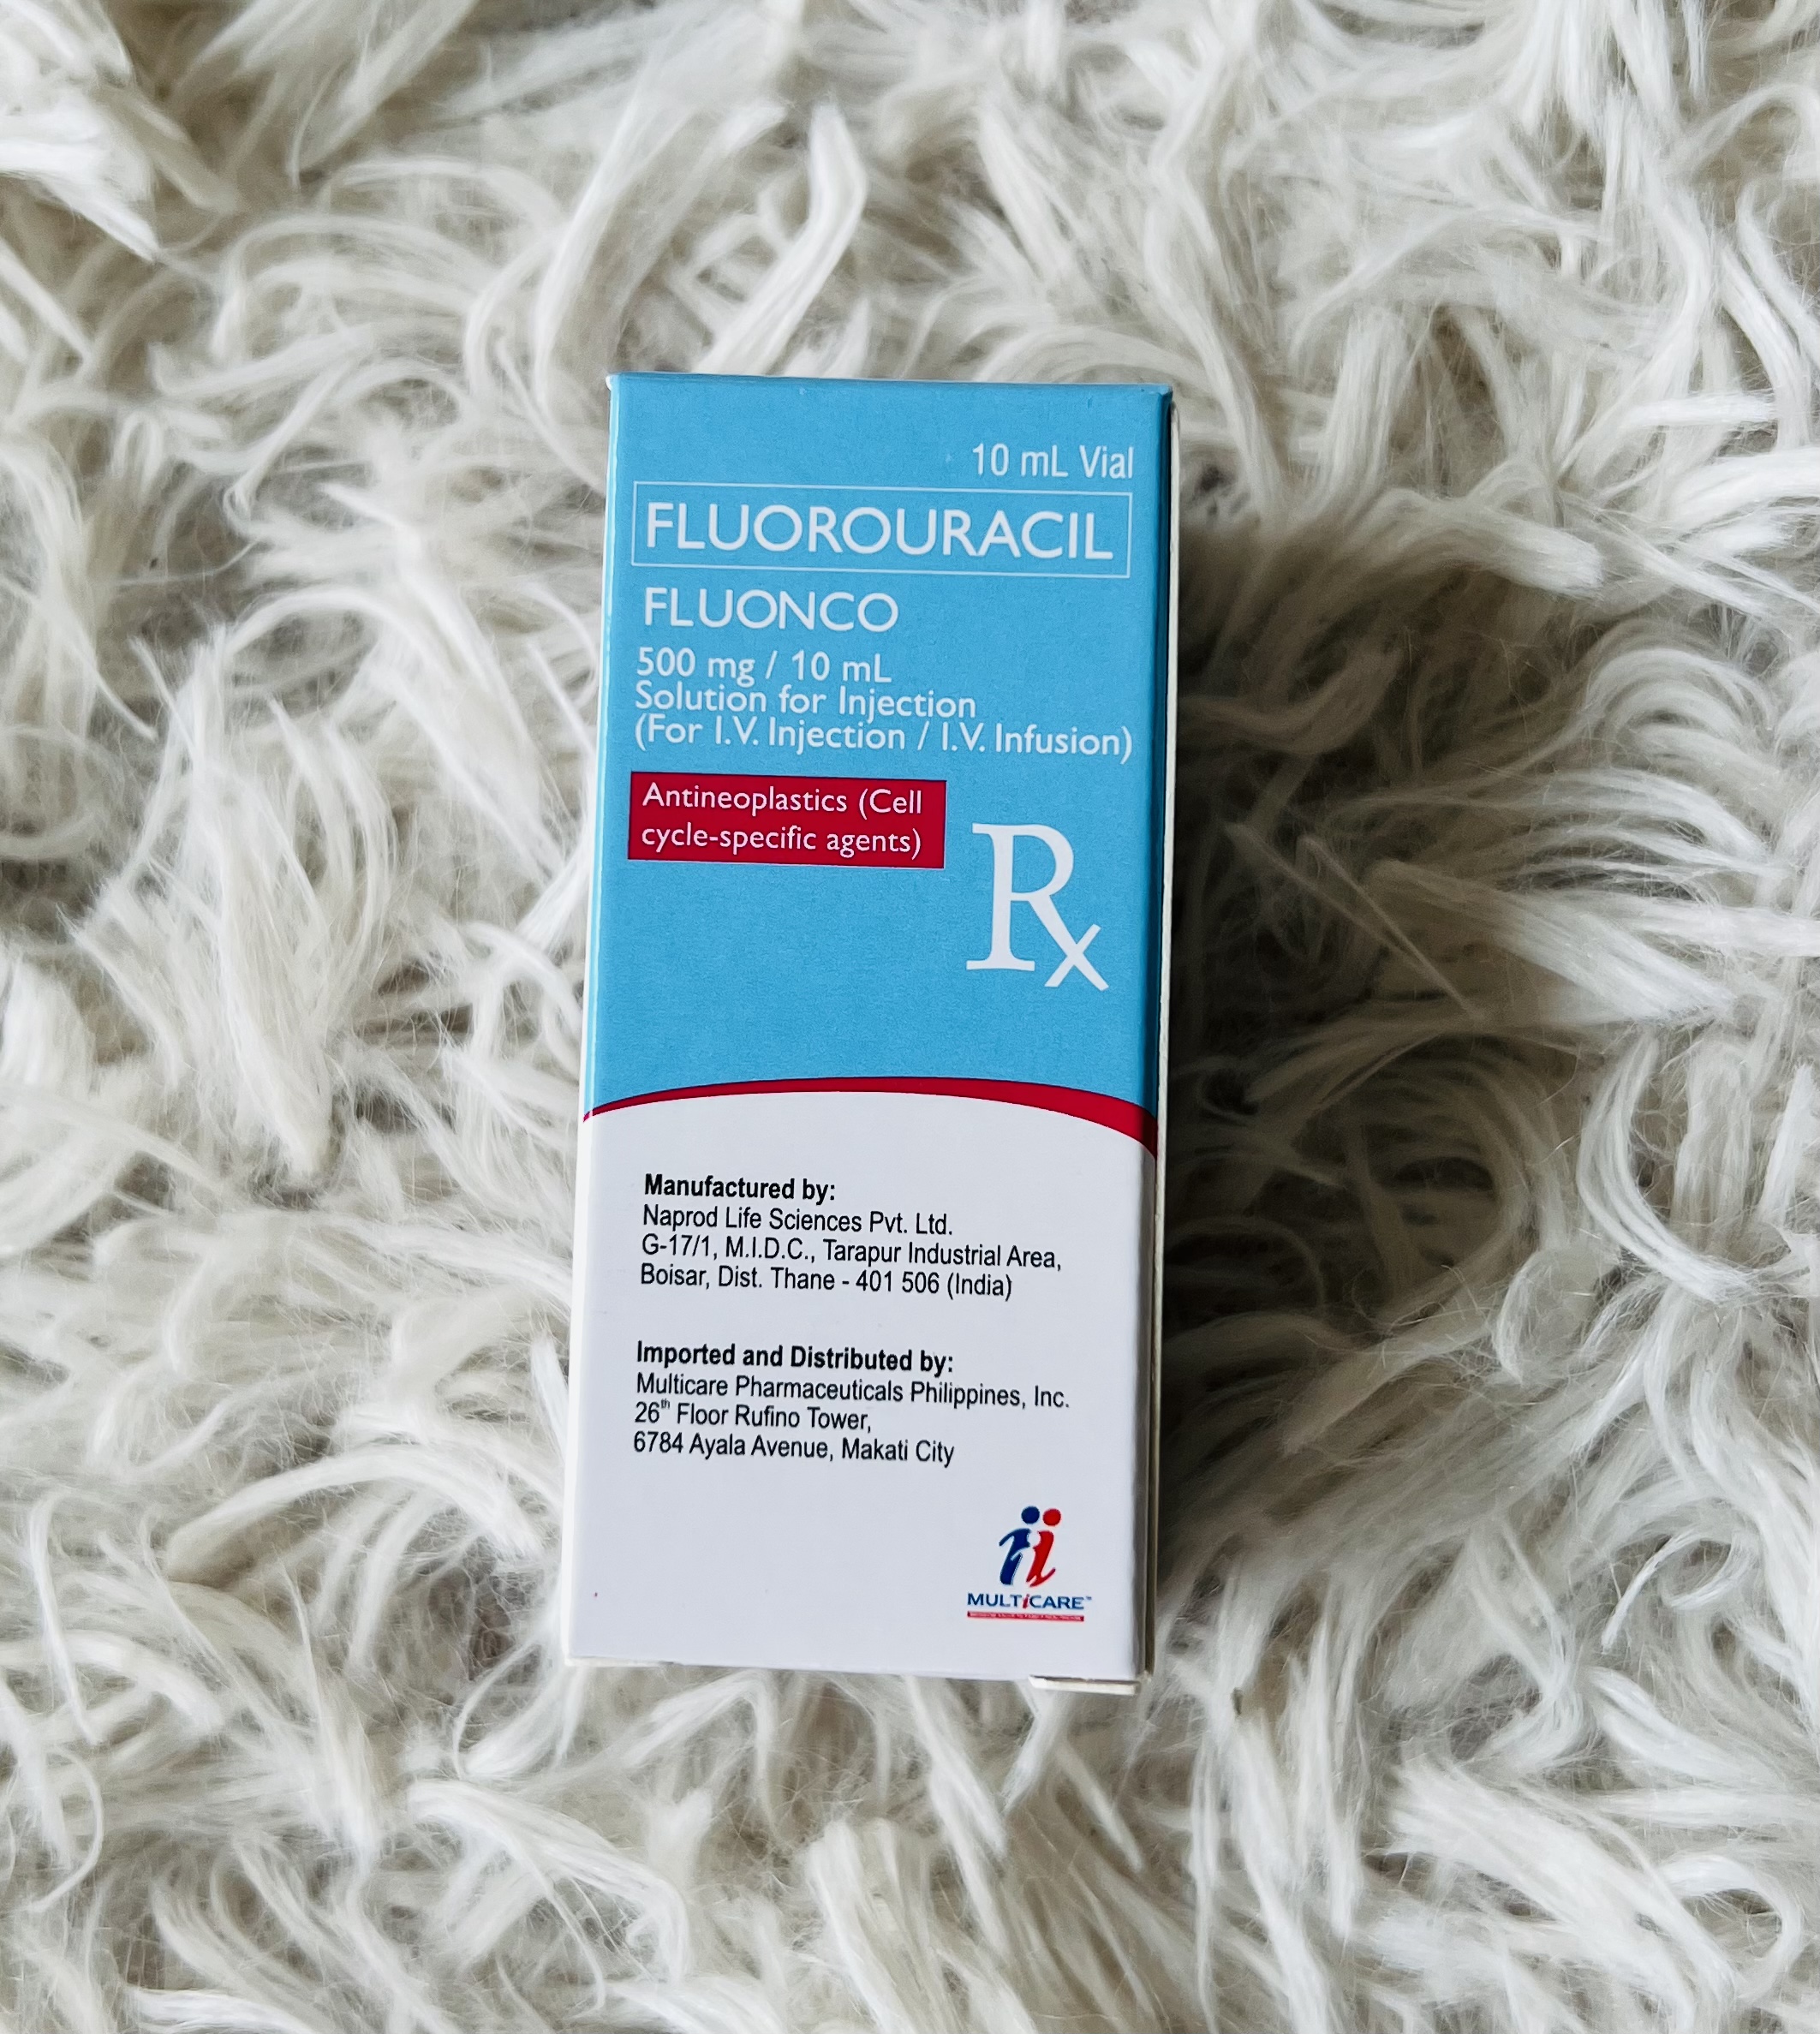 10 mL Vial
FLUOROURACIL
FLUONCO
500 mg / 10 mL
Solution for Injection
(For I.V. Injection / I.V. Infusion)
Antineoplastics (Cell
cycle-specific agents)
Rx
Manufactured by:
Naprod Life Sciences Pvt. Ltd.
G-17/1, M.I.D.C., Tarapur Industrial Area,
Boisar, Dist. Thane - 401 506 (India)
Imported and Distributed by:
Multicare Pharmaceuticals Philippines, Inc.
26th Floor Rufino Tower,
6784 Ayala Avenue, Makati City
MULTiCARE™